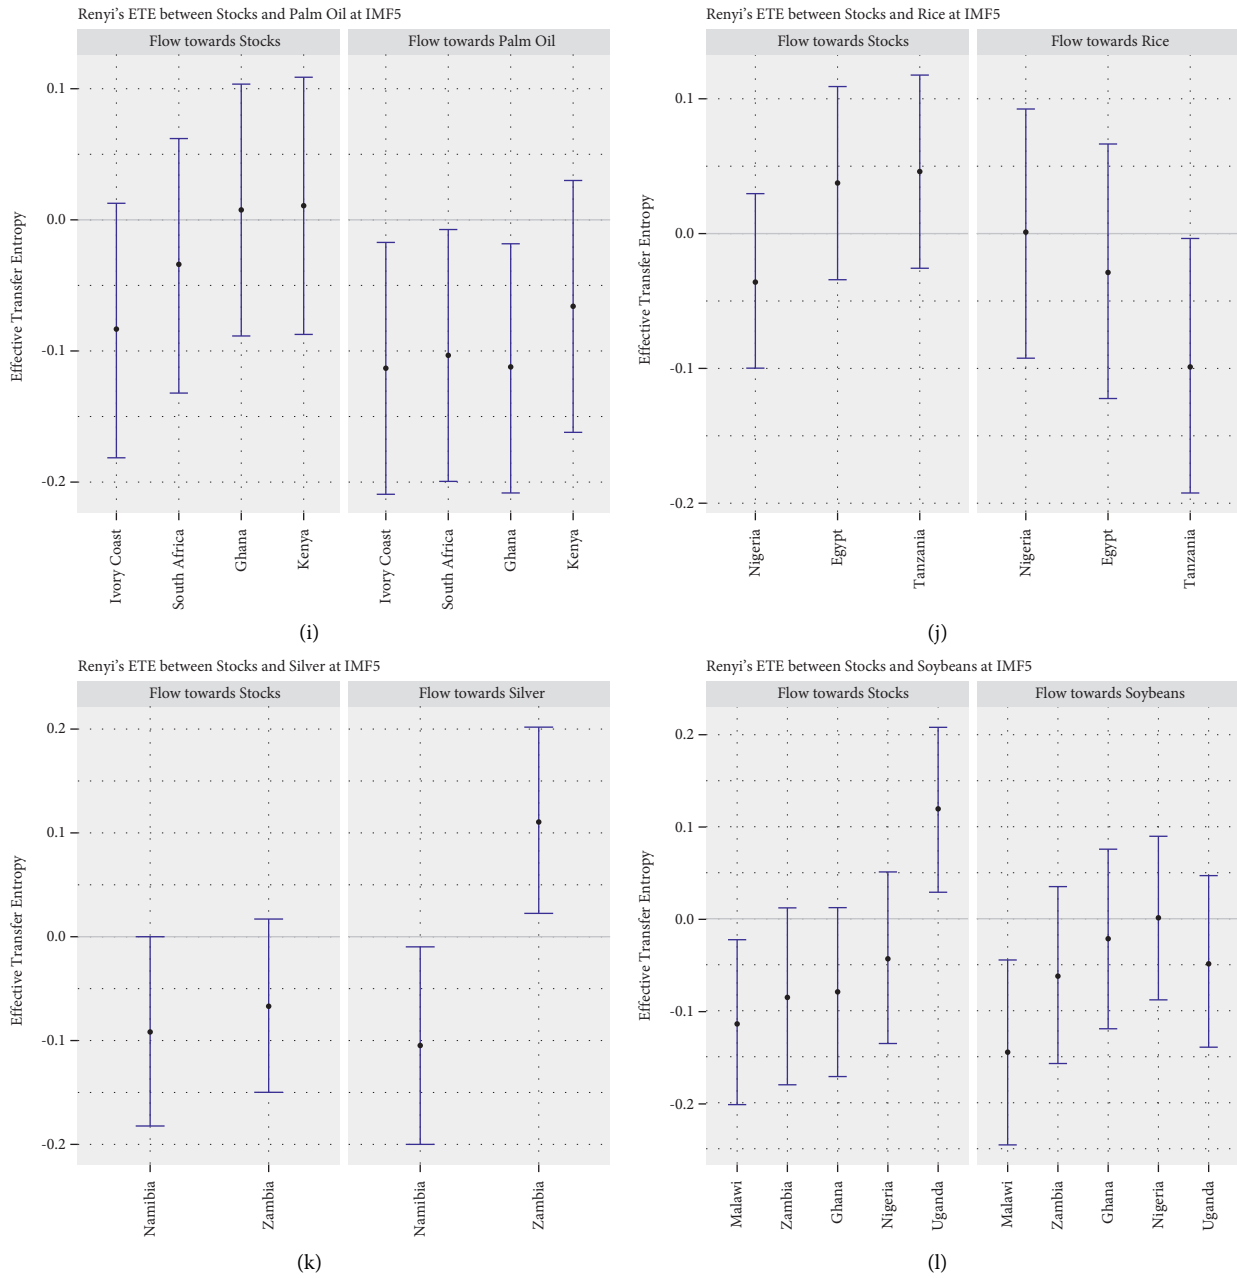 Renyi’s ETE between Stocks and Palm Oil at IMF5
Flow towards Stocks
Flow towards Palm Oil
Effective Transfer Entropy
0.1
0.0
-0.1
-0.2
Ivory Coast
South Africa
Ghana
Kenya
Ivory Coast
South Africa
Ghana
Kenya
(i)
Renyi’s ETE between Stocks and Rice at IMF5
Flow towards Stocks
Flow towards Rice
Effective Transfer Entropy
0.1
0.0
-0.1
-0.2
Nigeria
Egypt
Tanzania
Nigeria
Egypt
Tanzania
(j)
Renyi’s ETE between Stocks and Silver at IMF5
Flow towards Stocks
Flow towards Silver
Effective Transfer Entropy
0.2
0.1
0.0
-0.1
-0.2
Namibia
Zambia
Namibia
Zambia
(k)
Renyi’s ETE between Stocks and Soybeans at IMF5
Flow towards Stocks
Flow towards Soybeans
Effective Transfer Entropy
0.2
0.1
0.0
-0.1
-0.2
Malawi
Zambia
Ghana
Nigeria
Uganda
Malawi
Zambia
Ghana
Nigeria
Uganda
(l)